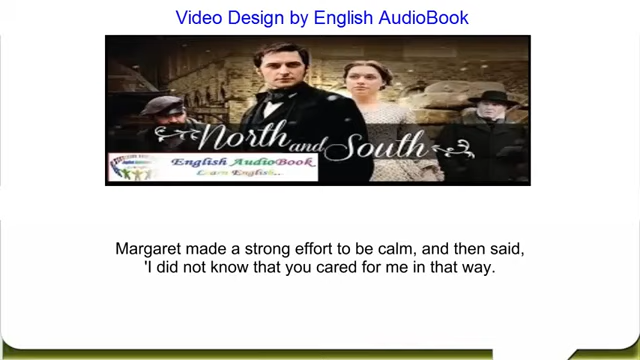 Video Design by English AudioBook
North and South
English AudioBook
Learn English...
Margaret made a strong effort to be calm, and then said,
'I did not know that you cared for me in that way.